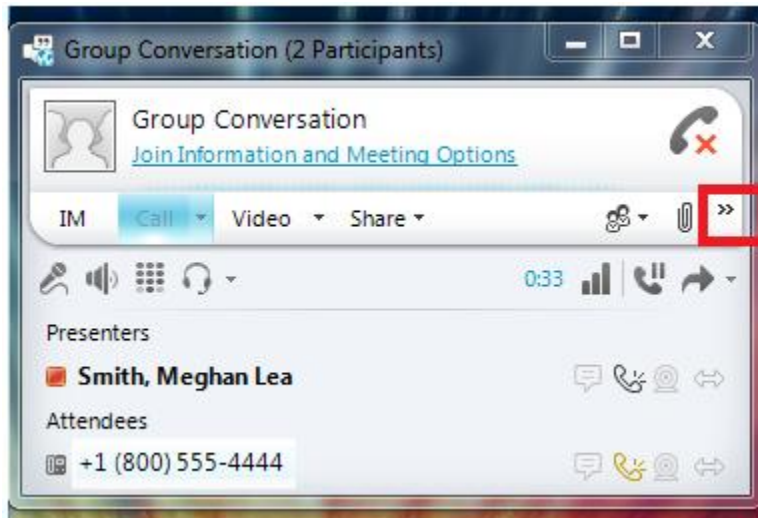 Group Conversation (2 Participants)
Group Conversation
Join Information and Meeting Options
IM Call Video Share »
0:33
Presenters
Smith, Meghan Lea
Attendees
+1 (800) 555-4444